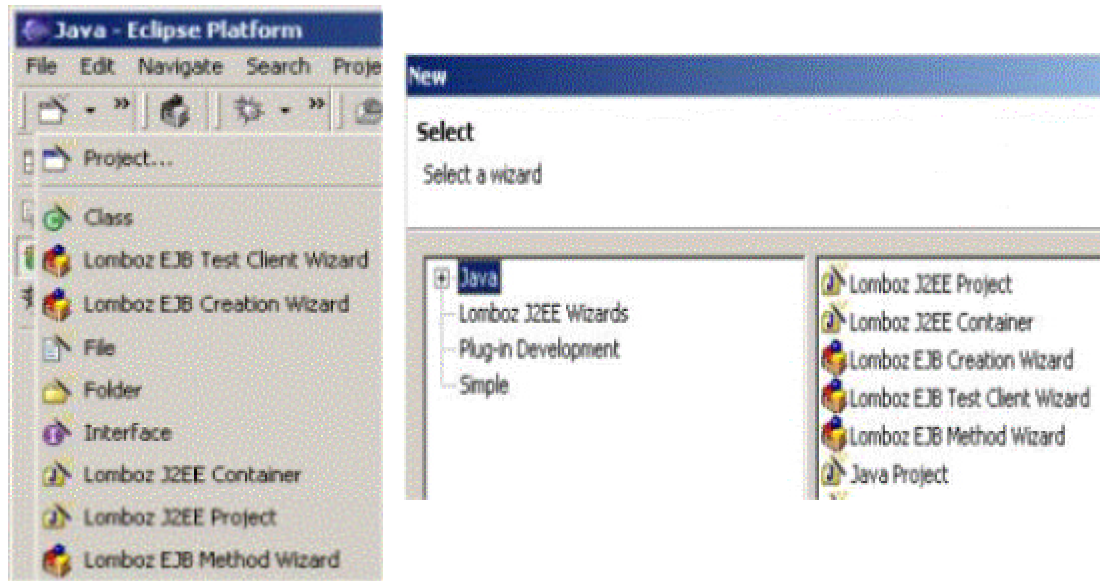 Java - Eclipse Platform
File Edit Navigate Search Proje
Project...
Class
Lomboz EJB Test Client Wizard
Lomboz EJB Creation Wizard
File
Folder
Interface
Lomboz J2EE Container
Lomboz J2EE Project
Lomboz EJB Method Wizard
New
Select
Select a wizard
Java
Lomboz J2EE Wizards
Plug-in Development
Simple
Lomboz J2EE Project
Lomboz J2EE Container
Lomboz EJB Creation Wizard
Lomboz EJB Test Client Wizard
Lomboz EJB Method Wizard
Java Project